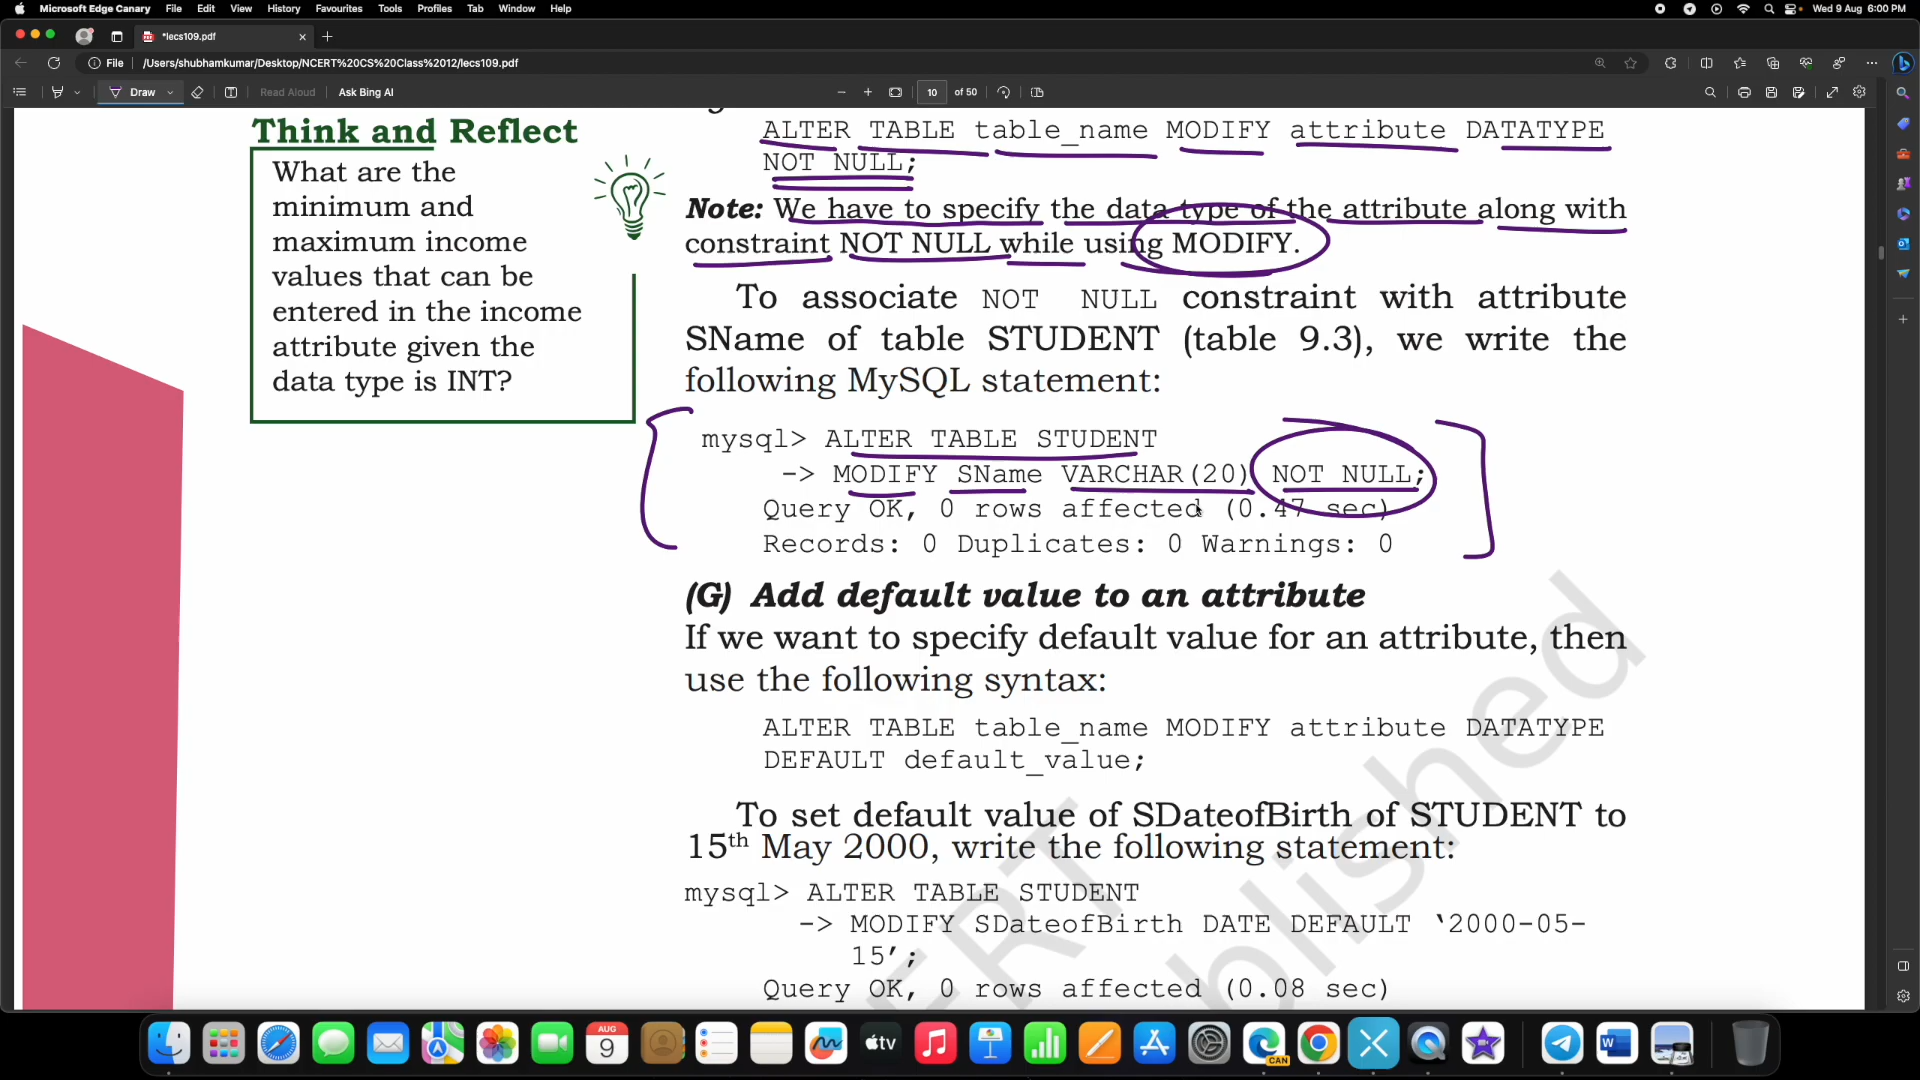 Microsoft Edge Canary File Edit View History Favourites Tools Profiles Tab Window Help Wed 9 Aug 6:00 PM
*lecs109.pdf
File /Users/shubhamkumar/Desktop/NCERT%20CS%20Class%2012/lecs109.pdf
Draw Read Aloud Ask Bing AI 10 of 50
Think and Reflect
What are the
minimum and
maximum income
values that can be
entered in the income
attribute given the
data type is INT?
ALTER TABLE table_name MODIFY attribute DATATYPE
NOT NULL;
Note: We have to specify the data type of the attribute along with
constraint NOT NULL while using MODIFY.
To associate NOT NULL constraint with attribute
SName of table STUDENT (table 9.3), we write the
following MySQL statement:
mysql> ALTER TABLE STUDENT
-> MODIFY SName VARCHAR(20) NOT NULL;
Query OK, 0 rows affected (0.47 sec)
Records: 0 Duplicates: 0 Warnings: 0
(G) Add default value to an attribute
If we want to specify default value for an attribute, then
use the following syntax:
ALTER TABLE table_name MODIFY attribute DATATYPE
DEFAULT default_value;
To set default value of SDateofBirth of STUDENT to
15th May 2000, write the following statement:
mysql> ALTER TABLE STUDENT
-> MODIFY SDateofBirth DATE DEFAULT ‘2000-05-
15’;
Query OK, 0 rows affected (0.08 sec)
AUG
9
tv
CAN